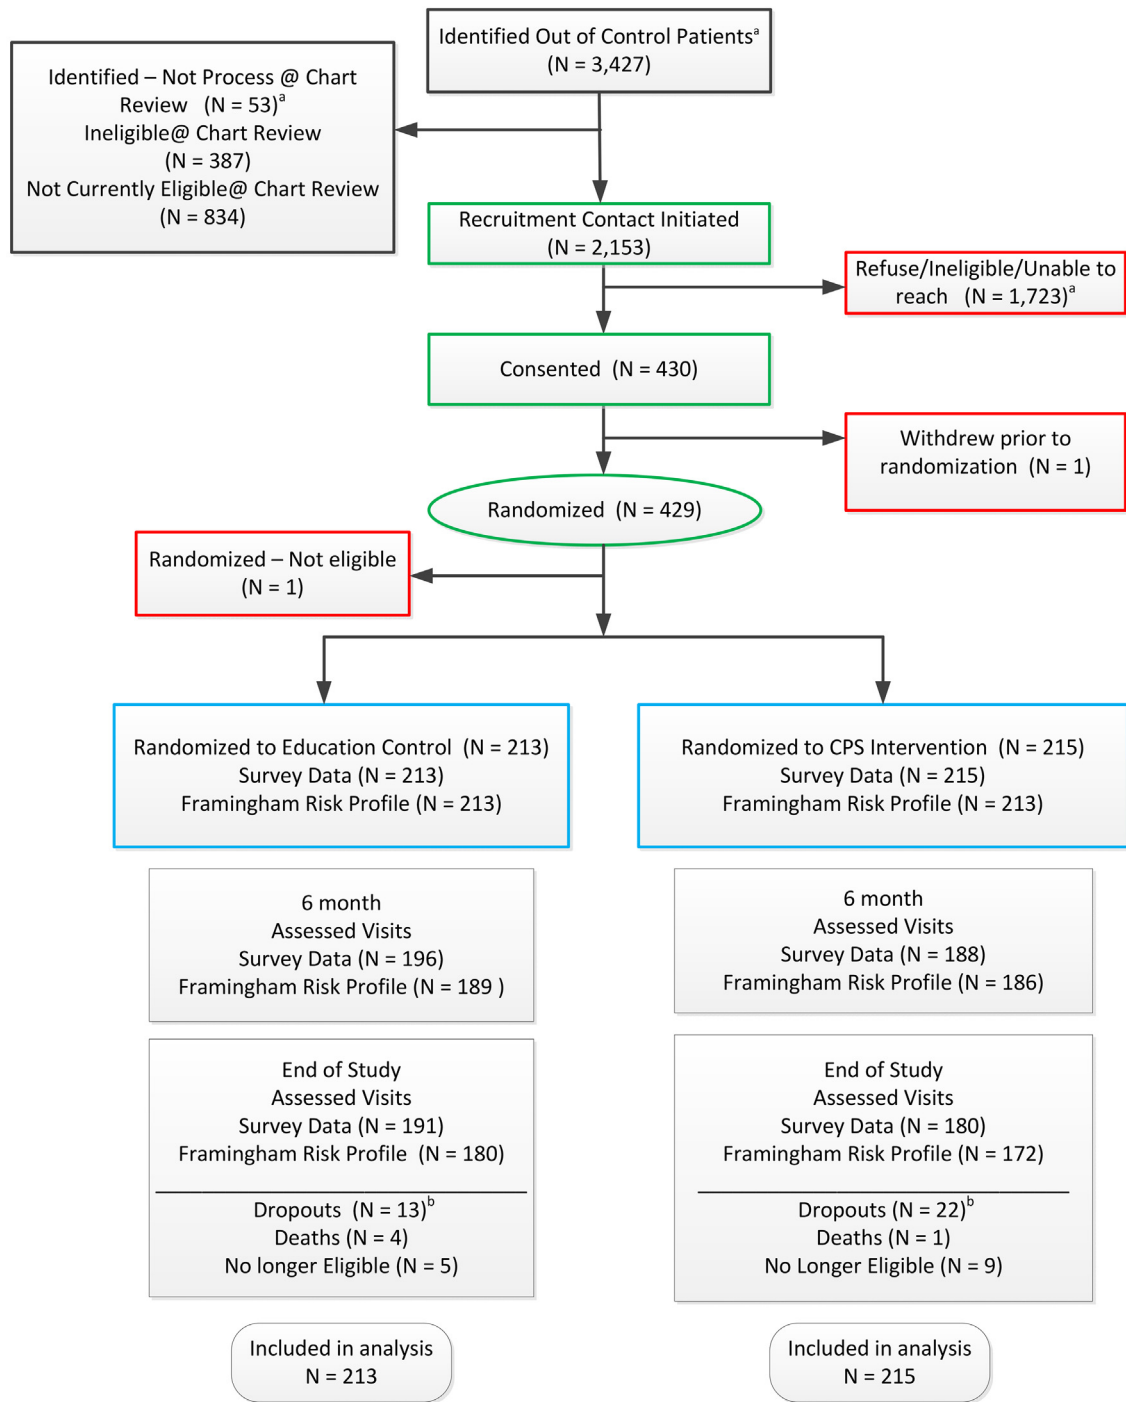 Identified Out of Control Patientsa
(N = 3,427)
Identified – Not Process @ Chart
Review (N = 53)a
Ineligible@ Chart Review
(N = 387)
Not Currently Eligible@ Chart Review
(N = 834)
Recruitment Contact Initiated
(N = 2,153)
Refuse/Ineligible/Unable to
reach (N = 1,723)a
Consented (N = 430)
Withdrew prior to
randomization (N = 1)
Randomized (N = 429)
Randomized – Not eligible
(N = 1)
Randomized to Education Control (N = 213)
Survey Data (N = 213)
Framingham Risk Profile (N = 213)
Randomized to CPS Intervention (N = 215)
Survey Data (N = 215)
Framingham Risk Profile (N = 213)
6 month
Assessed Visits
Survey Data (N = 196)
Framingham Risk Profile (N = 189 )
6 month
Assessed Visits
Survey Data (N = 188)
Framingham Risk Profile (N = 186)
End of Study
Assessed Visits
Survey Data (N = 191)
Framingham Risk Profile (N = 180)
Dropouts (N = 13)b
Deaths (N = 4)
No longer Eligible (N = 5)
End of Study
Assessed Visits
Survey Data (N = 180)
Framingham Risk Profile (N = 172)
Dropouts (N = 22)b
Deaths (N = 1)
No Longer Eligible (N = 9)
Included in analysis
N = 213
Included in analysis
N = 215